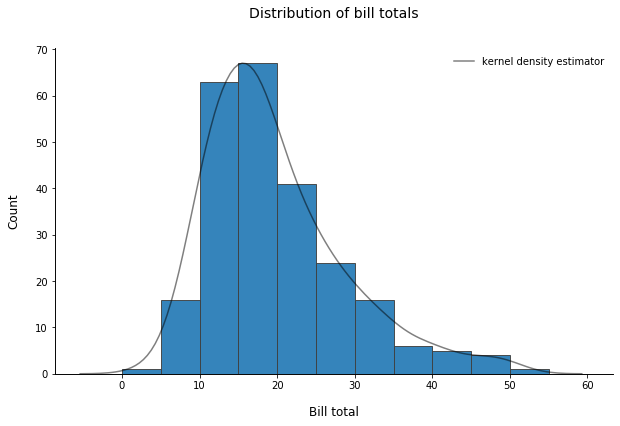 Distribution of bill totals
kernel density estimator
70
60
50
40
30
20
10
0
Count
0 10 20 30 40 50 60
Bill total